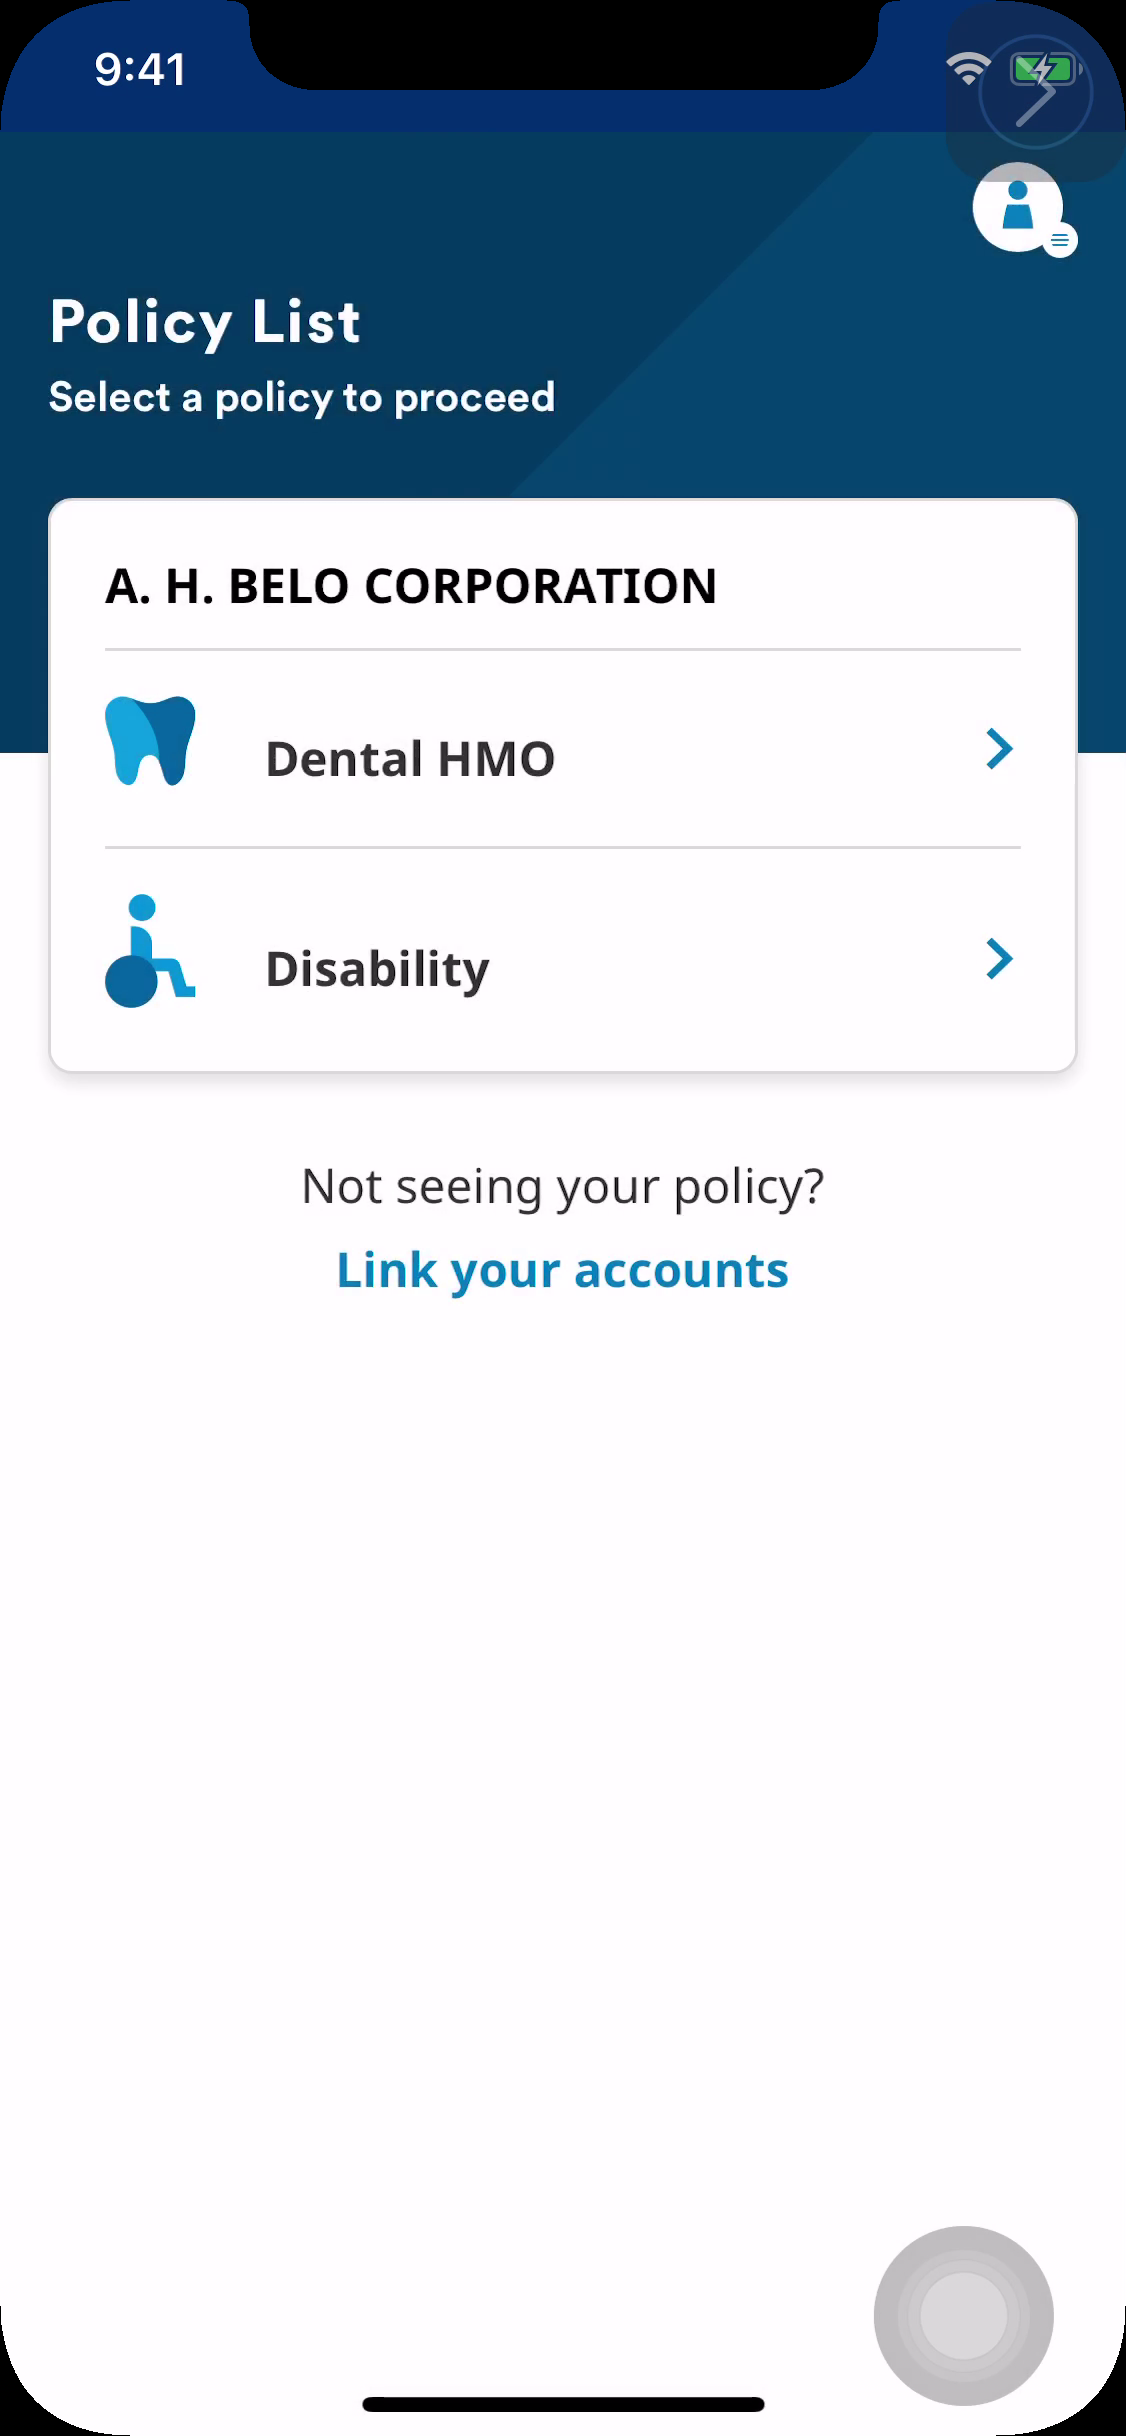 9:41
Policy List
Select a policy to proceed
A. H. BELO CORPORATION
Dental HMO
Disability
Not seeing your policy?
Link your accounts